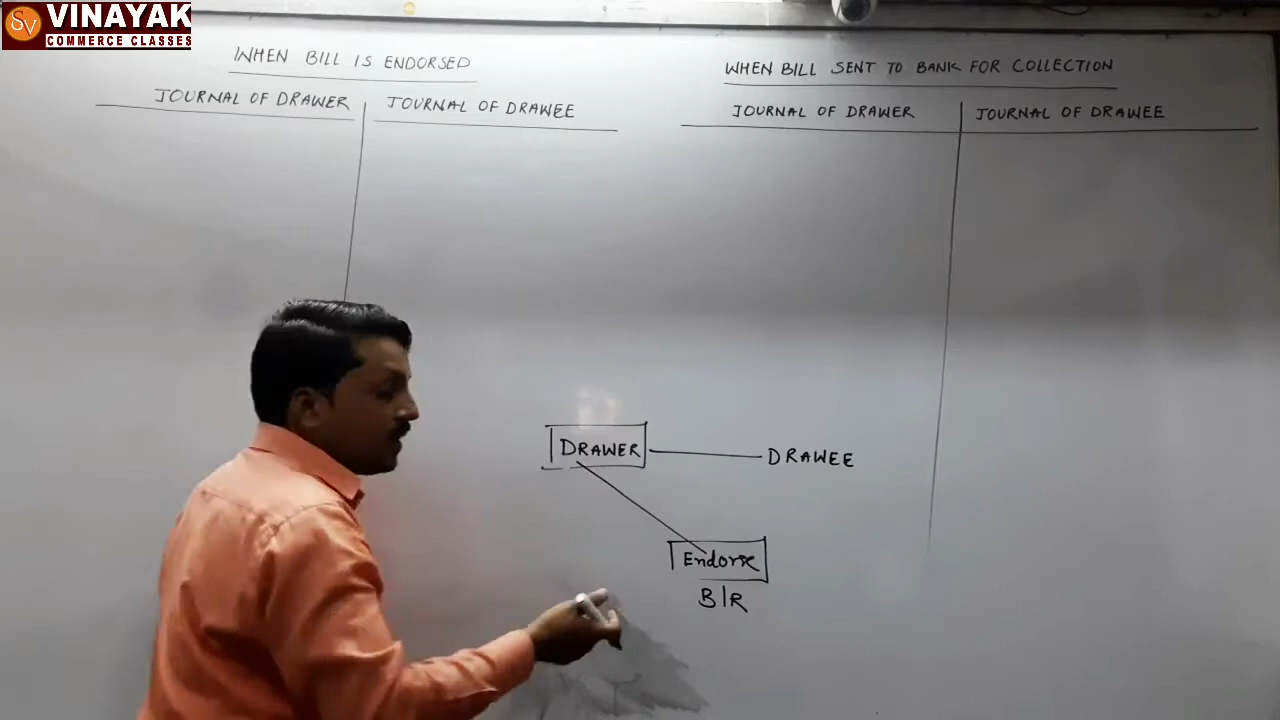 SV VINAYAK
COMMERCE CLASSES
WHEN BILL IS ENDORSED
JOURNAL OF DRAWER
JOURNAL OF DRAWEE
WHEN BILL SENT TO BANK FOR COLLECTION
JOURNAL OF DRAWER
JOURNAL OF DRAWEE
DRAWER
DRAWEE
Endorse
B/R